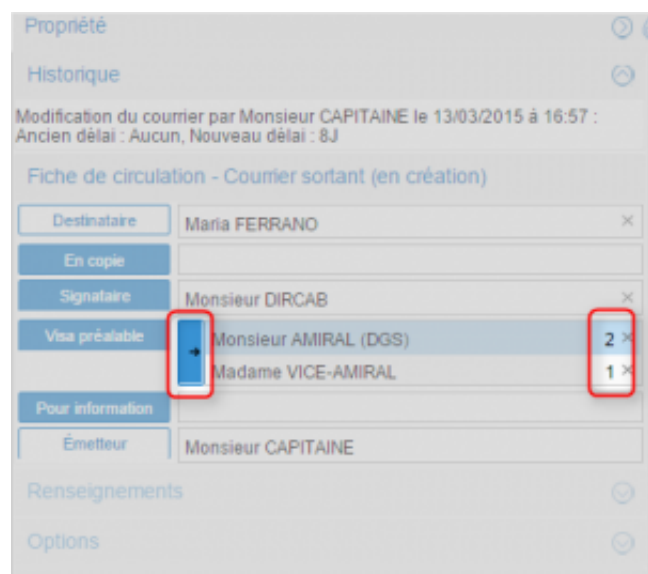 Propriété
Historique
Modification du courrier par Monsieur CAPITAINE le 13/03/2015 à 16:57 :
Ancien délai : Aucun, Nouveau délai : 8J
Fiche de circulation - Courrier sortant (en création)
Destinataire Maria FERRANO ×
En copie
Signataire Monsieur DIRCAB ×
Visa préalable → Monsieur AMIRAL (DGS) 2 ×
Madame VICE-AMIRAL 1 ×
Pour information
Émetteur Monsieur CAPITAINE
Renseignements
Options